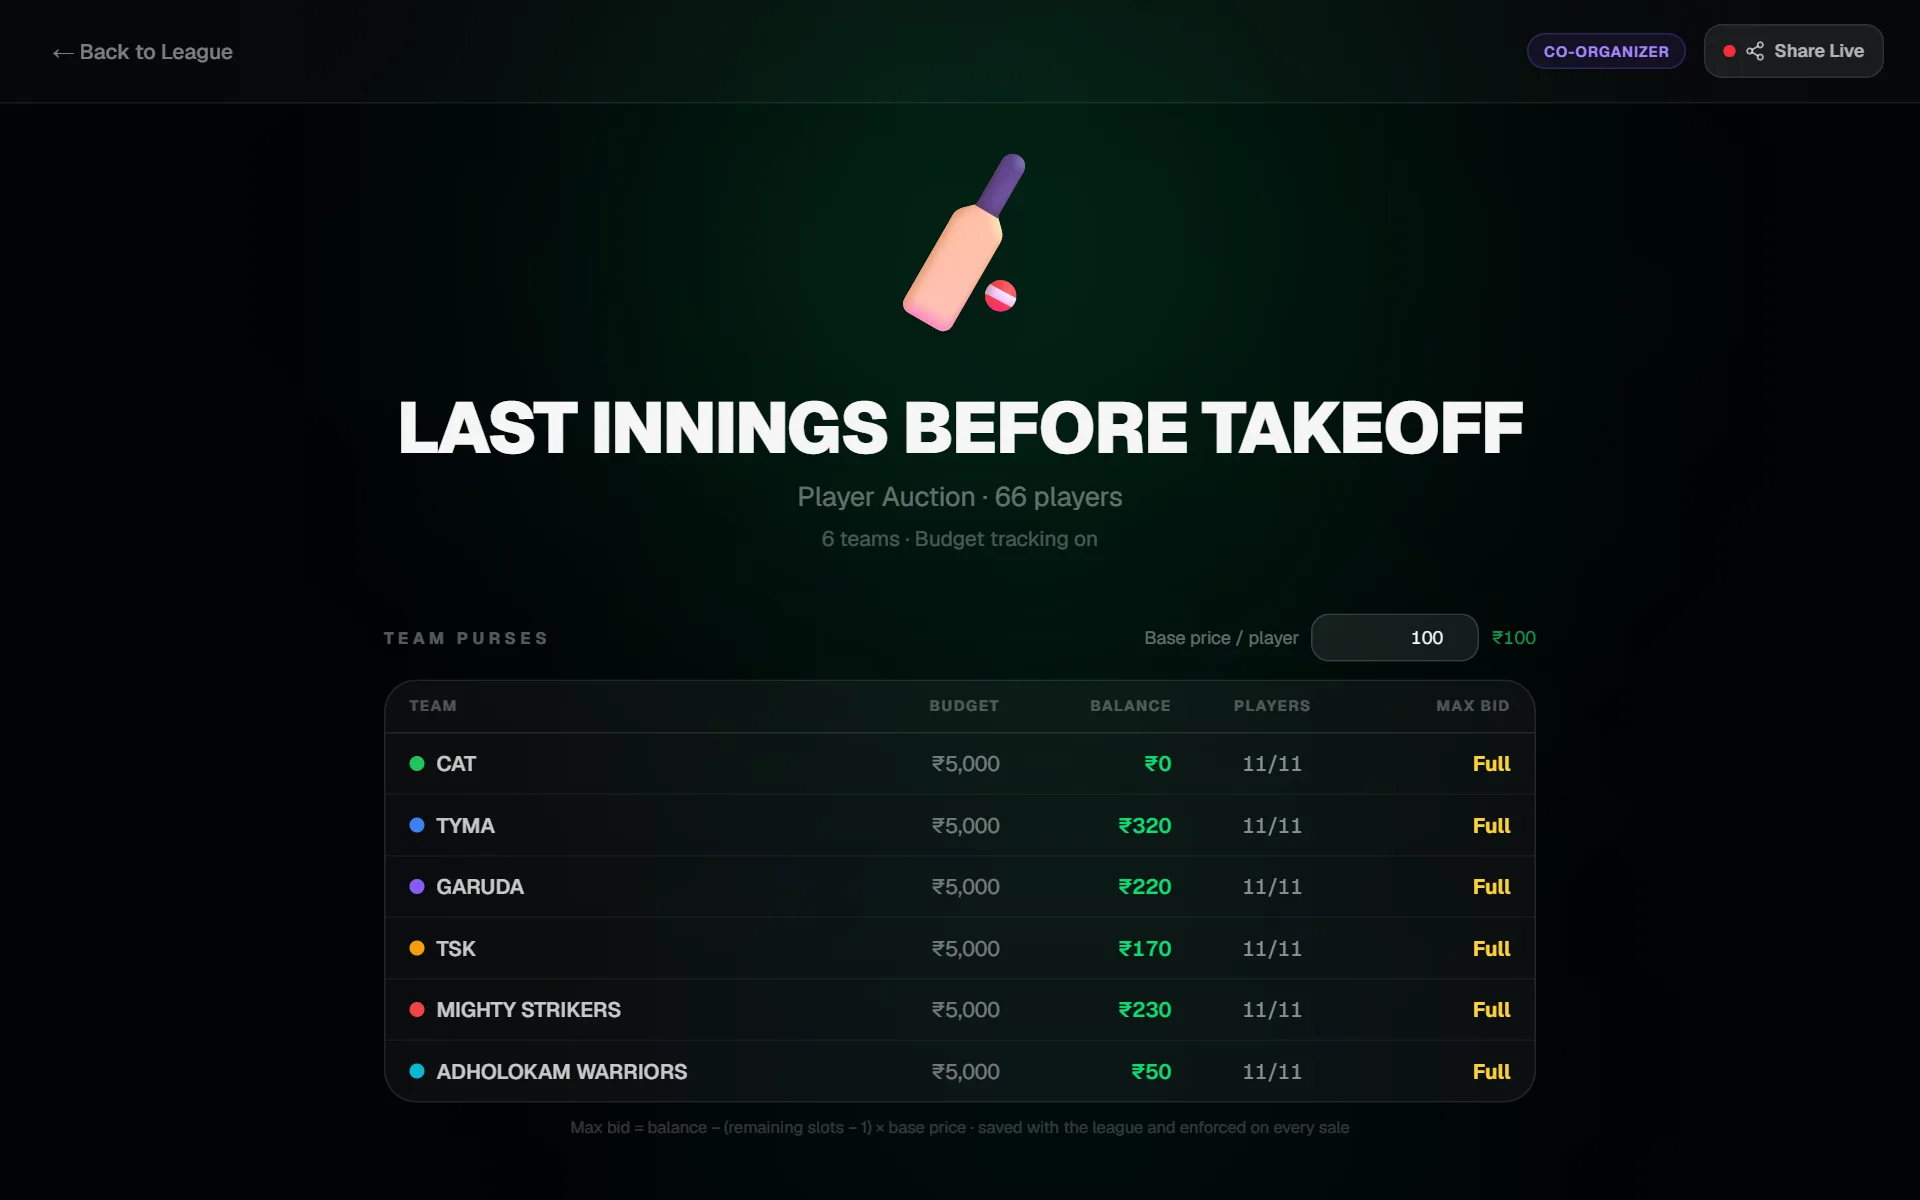 ← Back to League
CO-ORGANIZER
Share Live
LAST INNINGS BEFORE TAKEOFF
Player Auction · 66 players
6 teams · Budget tracking on
TEAM PURSES
Base price / player 100 ₹100
TEAM BUDGET BALANCE PLAYERS MAX BID
CAT ₹5,000 ₹0 11/11 Full
TYMA ₹5,000 ₹320 11/11 Full
GARUDA ₹5,000 ₹220 11/11 Full
TSK ₹5,000 ₹170 11/11 Full
MIGHTY STRIKERS ₹5,000 ₹230 11/11 Full
ADHOLOKAM WARRIORS ₹5,000 ₹50 11/11 Full
Max bid = balance − (remaining slots − 1) × base price · saved with the league and enforced on every sale